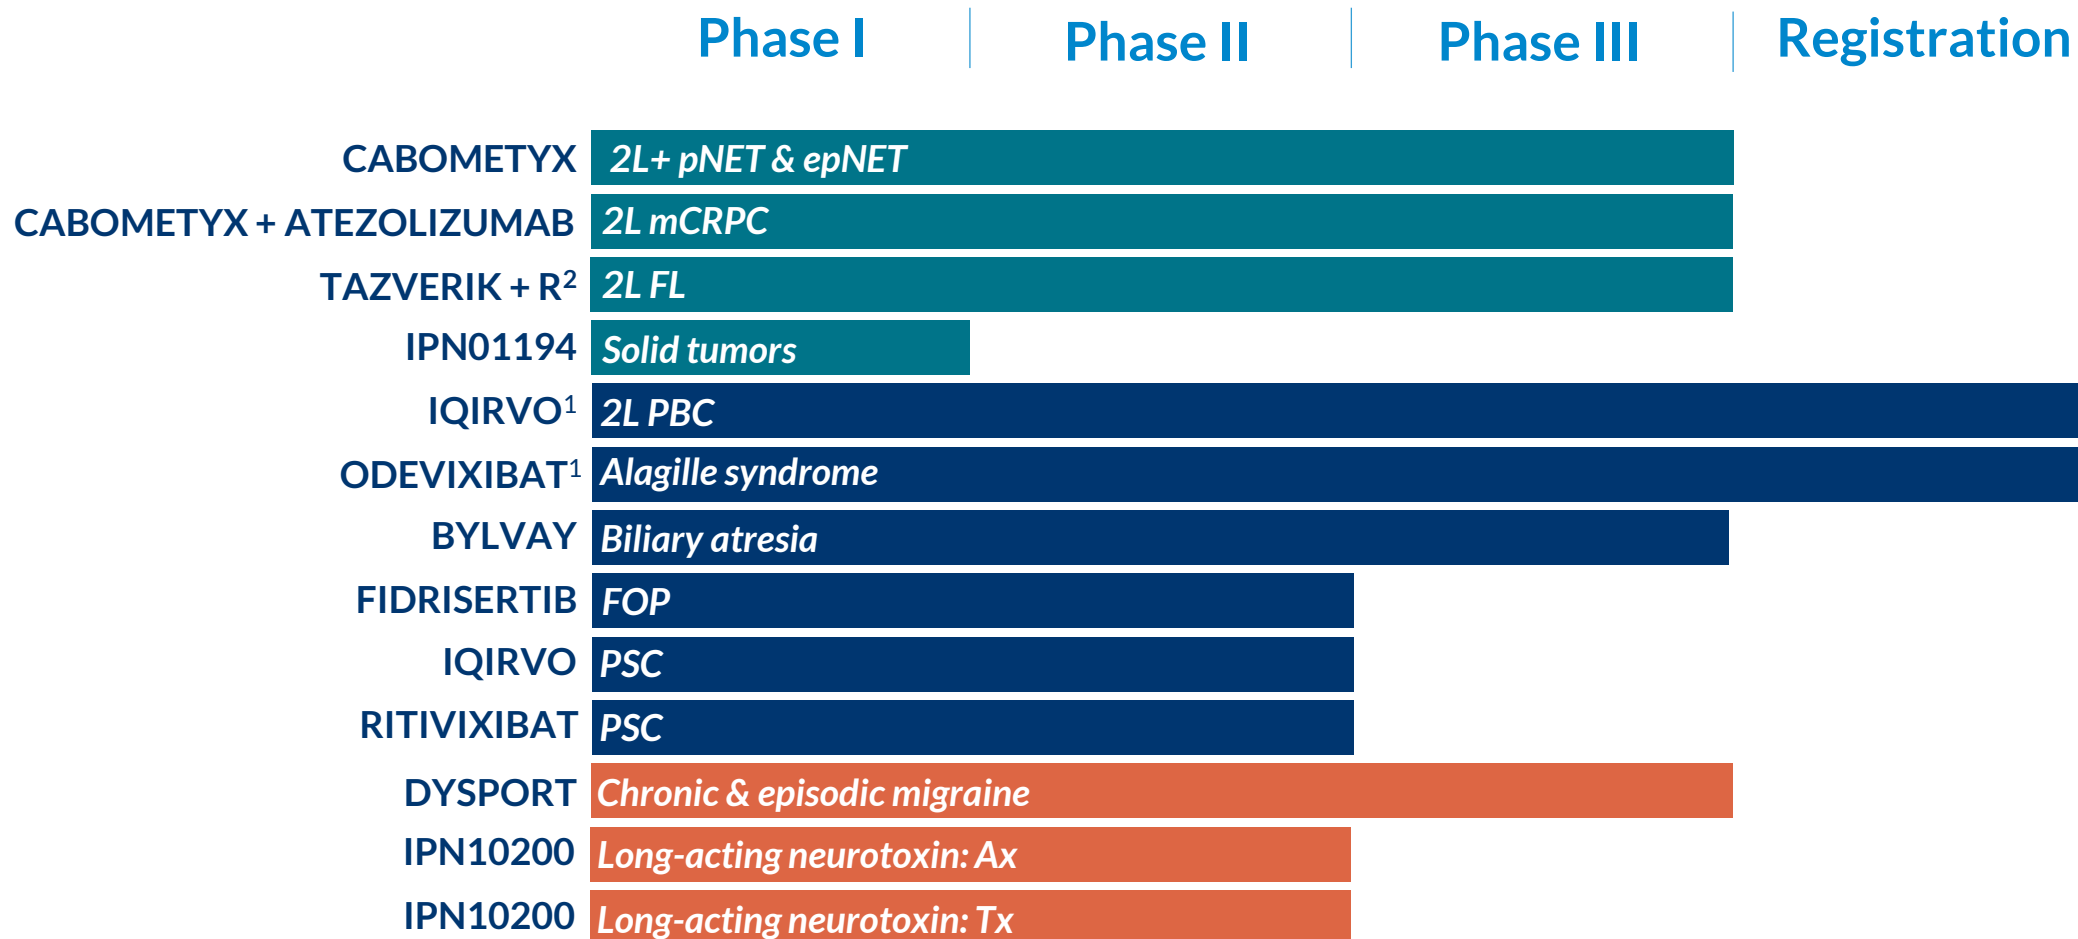 Phase I Phase II Phase III Registration
CABOMETYX 2L+ pNET & epNET
CABOMETYX + ATEZOLIZUMAB 2L mCRPC
TAZVERIK + R² 2L FL
IPN01194 Solid tumors
IQIRVO¹ 2L PBC
ODEVIXIBAT¹ Alagille syndrome
BYLVAY Biliary atresia
FIDRISERTIB FOP
IQIRVO PSC
RITIVIXIBAT PSC
DYSPORT Chronic & episodic migraine
IPN10200 Long-acting neurotoxin: Ax
IPN10200 Long-acting neurotoxin: Tx